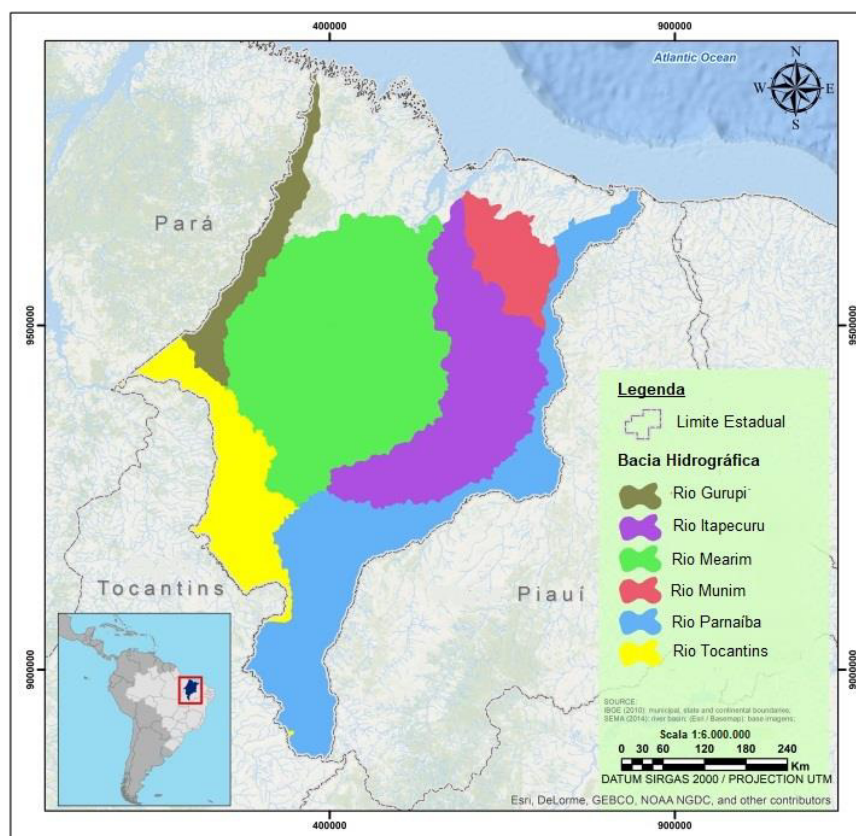 400000
900000
Atlantic Ocean
N
W
E
S
Pará
9500000
9500000
Legenda
Limite Estadual
Bacia Hidrográfica
Rio Gurupi
Rio Itapecuru
Rio Mearim
Rio Munim
Rio Parnaíba
Rio Tocantins
Tocantins
Piauí
9000000
9000000
SOURCE:
IBGE (2010): municipal, state and continental boundaries;
SEMA (2014): river basin; (Esri / Basemap): base imagens;
Scala 1:6.000.000
0 30 60 120 180 240
Km
DATUM SIRGAS 2000 / PROJECTION UTM
Esri, DeLorme, GEBCO, NOAA NGDC, and other contributors
400000
900000